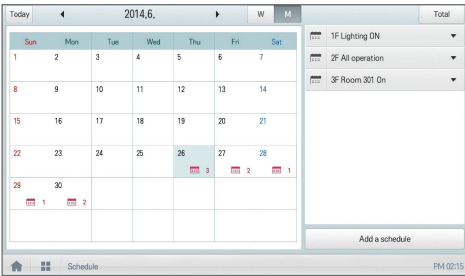 Today ◀ 2014.6. ▶ W M Total
Sun Mon Tue Wed Thu Fri Sat
1 2 3 4 5 6 7
8 9 10 11 12 13 14
15 16 17 18 19 20 21
22 23 24 25 26 27 28
3 2 1
29 30
1 2
1F Lighting ON
2F All operation
3F Room 301 On
Add a schedule
Schedule PM 02:15